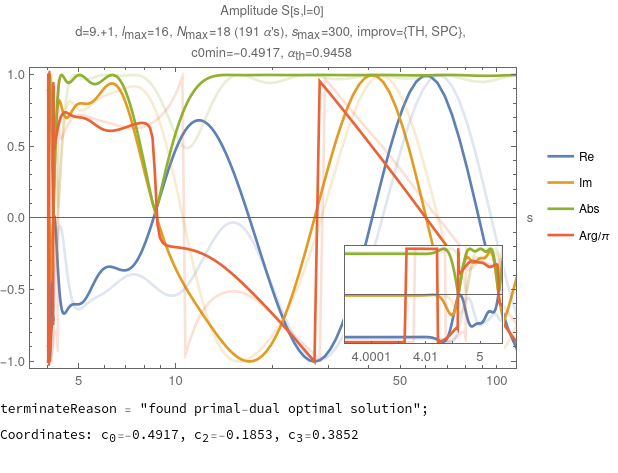 Amplitude S[s,l=0]
d=9.+1, lmax=16, Nmax=18 (191 α's), smax=300, improv={TH, SPC},
c0min=−0.4917, αth=0.9458
1.0
0.5
0.0
−0.5
−1.0
5
10
50
100
s
4.0001
4.01
5
Re
Im
Abs
Arg/π
terminateReason = "found primal-dual optimal solution";
Coordinates: c0=-0.4917, c2=-0.1853, c3=0.3852